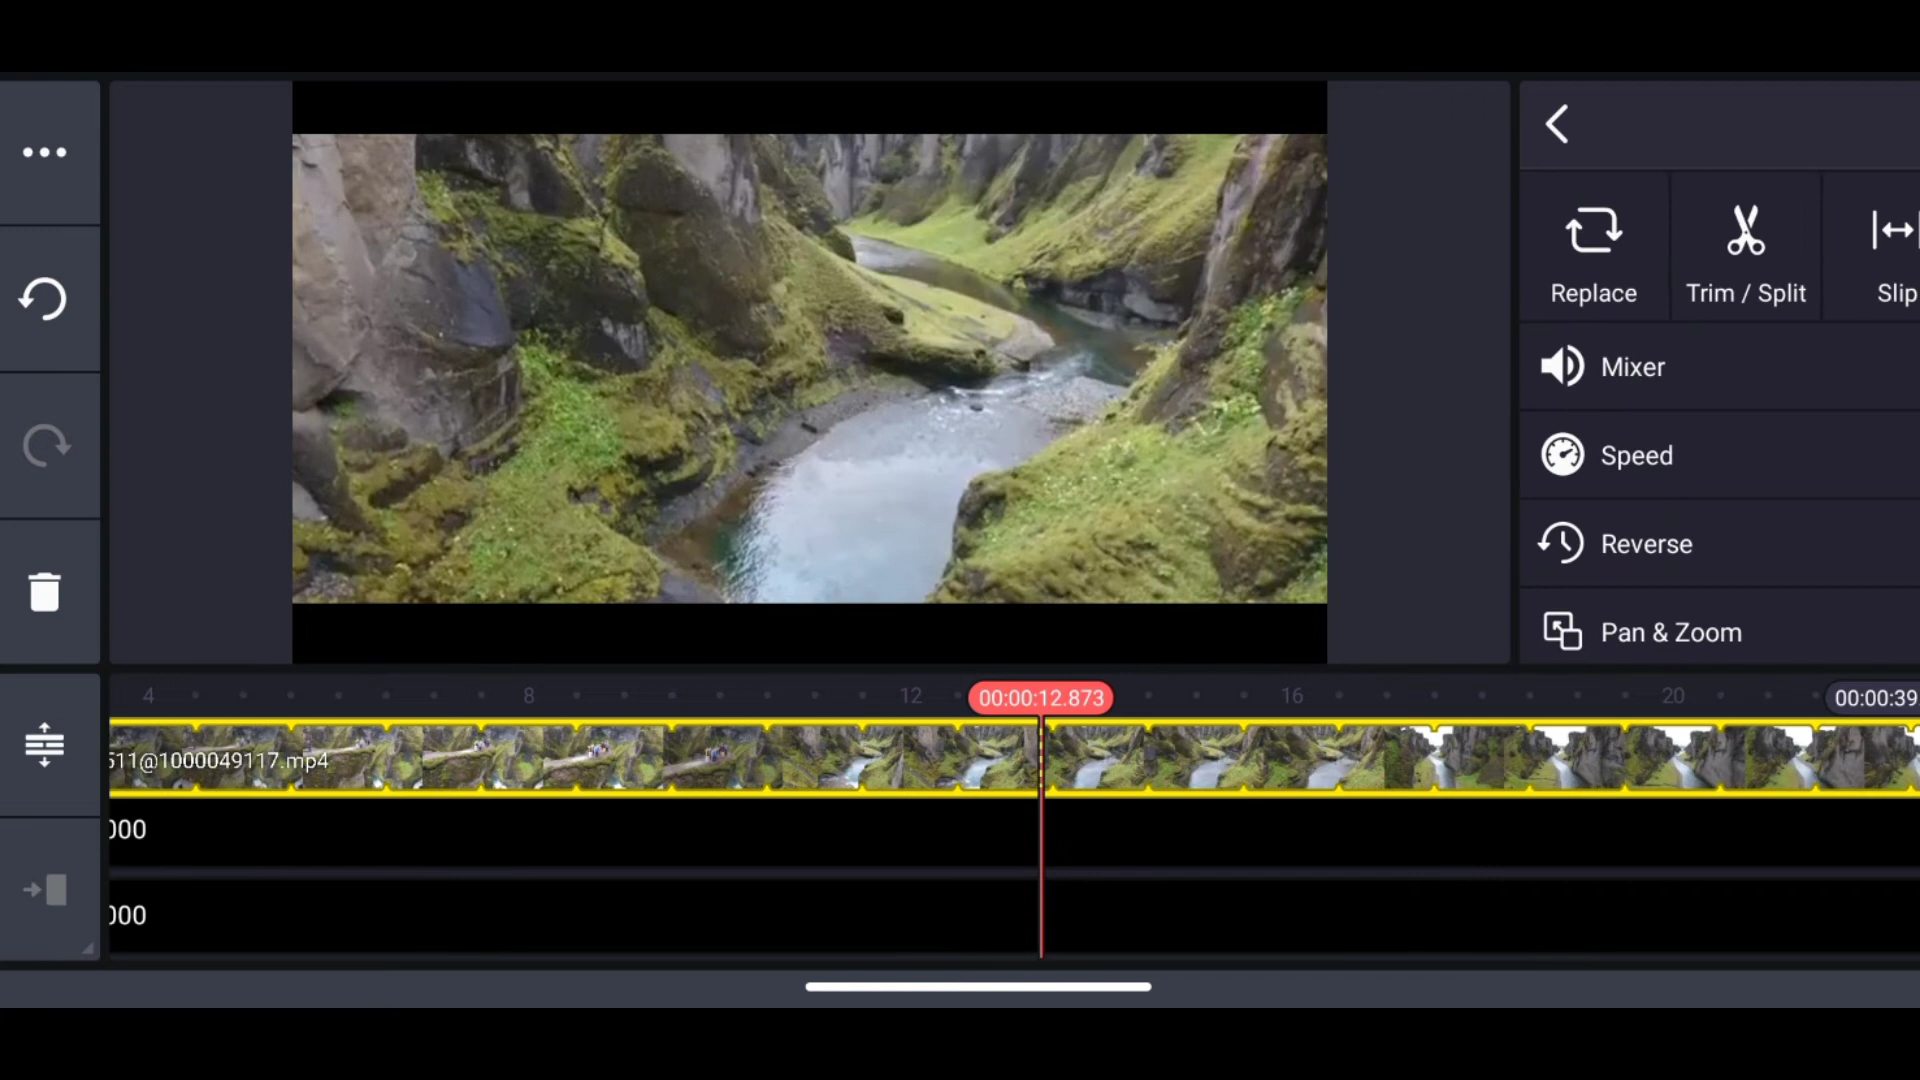 Replace
Trim / Split
Slip
Mixer
Speed
Reverse
Pan & Zoom
4
8
12
00:00:12.873
16
20
00:00:39.
511@1000049117.mp4
000
000